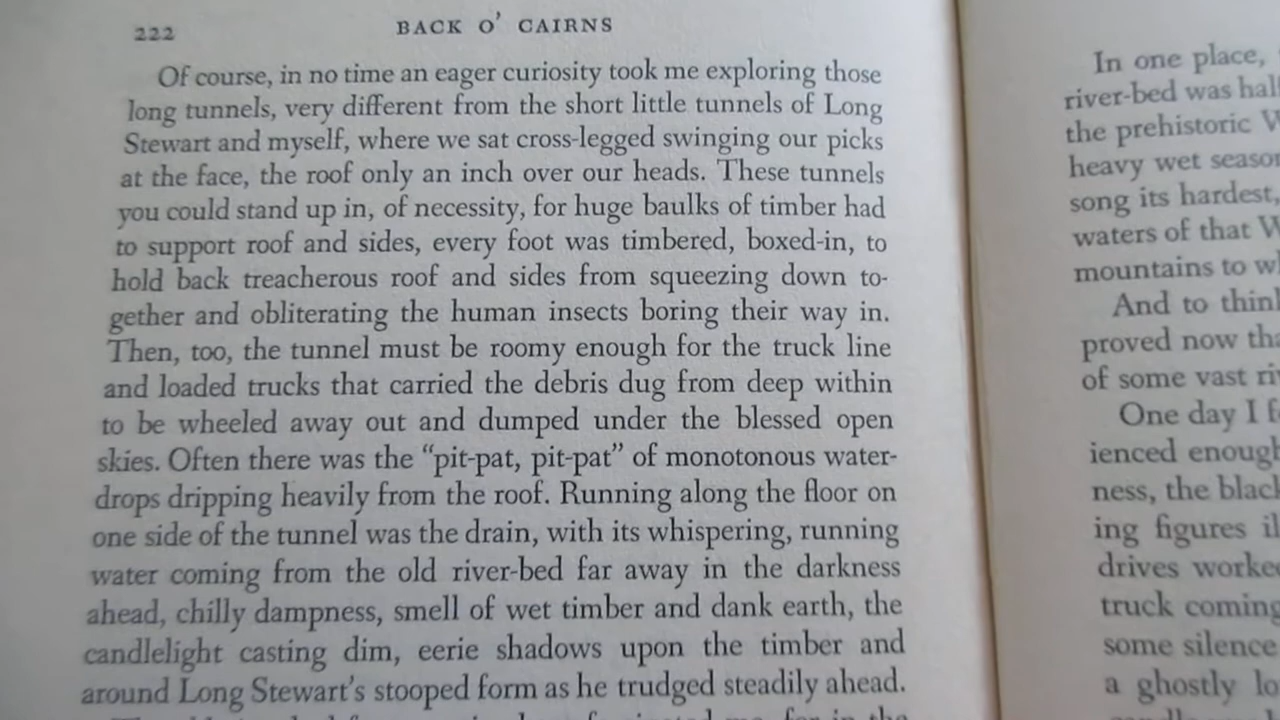 222
BACK O' CAIRNS
Of course, in no time an eager curiosity took me exploring those
long tunnels, very different from the short little tunnels of Long
Stewart and myself, where we sat cross-legged swinging our picks
at the face, the roof only an inch over our heads. These tunnels
you could stand up in, of necessity, for huge baulks of timber had
to support roof and sides, every foot was timbered, boxed-in, to
hold back treacherous roof and sides from squeezing down to-
gether and obliterating the human insects boring their way in.
Then, too, the tunnel must be roomy enough for the truck line
and loaded trucks that carried the debris dug from deep within
to be wheeled away out and dumped under the blessed open
skies. Often there was the “pit-pat, pit-pat” of monotonous water-
drops dripping heavily from the roof. Running along the floor on
one side of the tunnel was the drain, with its whispering, running
water coming from the old river-bed far away in the darkness
ahead, chilly dampness, smell of wet timber and dank earth, the
candlelight casting dim, eerie shadows upon the timber and
around Long Stewart's stooped form as he trudged steadily ahead.
In one place,
river-bed was
the prehistoric
heavy wet
song its hardest,
waters of that
mountains to
And to
proved now
of some vast
One day I
ienced
ness, the
ing figures
drives
truck coming
some silence
a ghostly